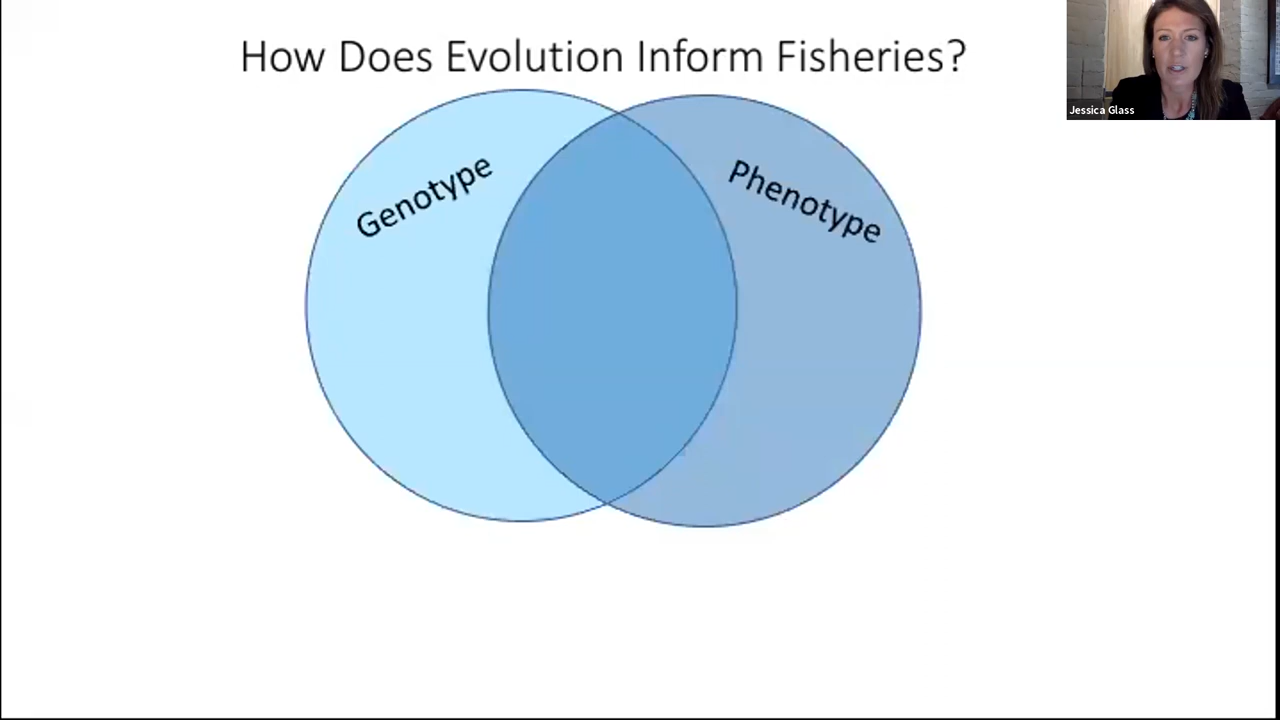 How Does Evolution Inform Fisheries?
Jessica Glass
Genotype
Phenotype